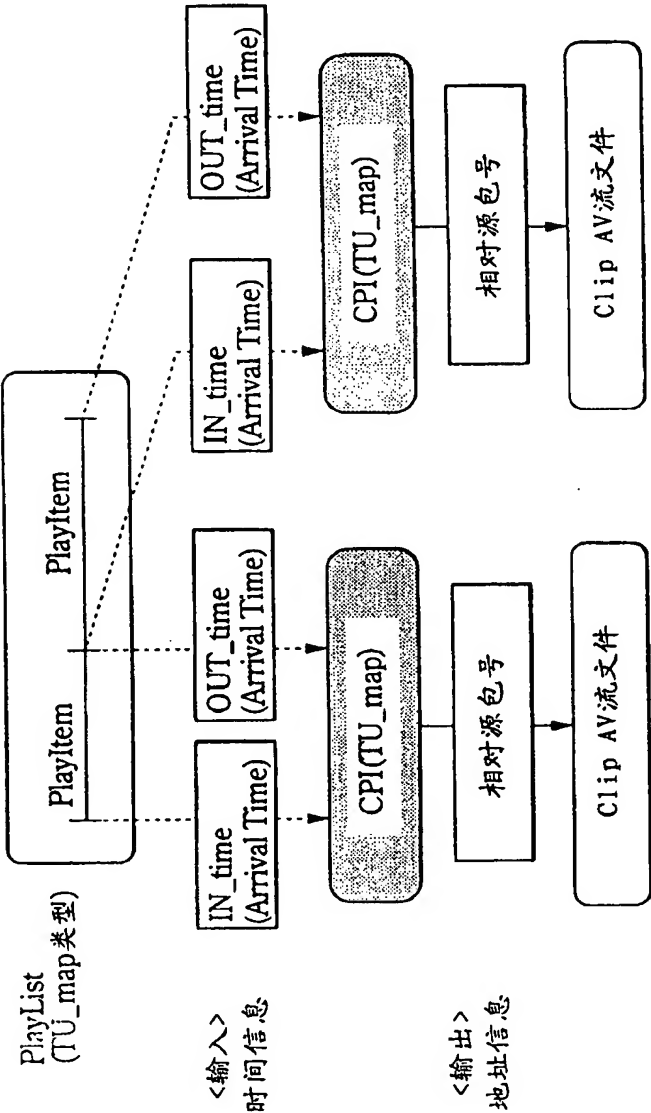 PlayList
(TU_map类型)
PlayItem
PlayItem
<输入>
时间信息
IN_time
(Arrival Time)
OUT_time
(Arrival Time)
IN_time
(Arrival Time)
OUT_time
(Arrival Time)
CPI(TU_map)
CPI(TU_map)
<输出>
地址信息
相对源包号
相对源包号
Clip AV流文件
Clip AV流文件